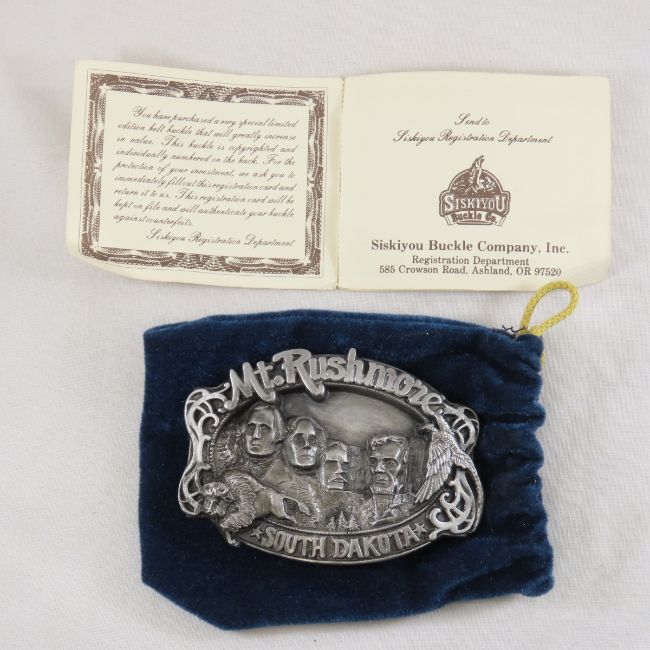 You have purchased a very special limited
edition belt buckle that will greatly increase
in value. This buckle is copyrighted and
individually numbered on the back. For the
protection of your investment, we ask you to
immediately fill out this registration card and
return it to us. This registration card will be
kept on file and will authenticate your buckle
against counterfeits.
Siskiyou Registration Department
Send to
Siskiyou Registration Department
SISKIYOU
Buckle Co.
Siskiyou Buckle Company, Inc.
Registration Department
585 Crowson Road, Ashland, OR 97520
Mt. Rushmore
SOUTH DAKOTA